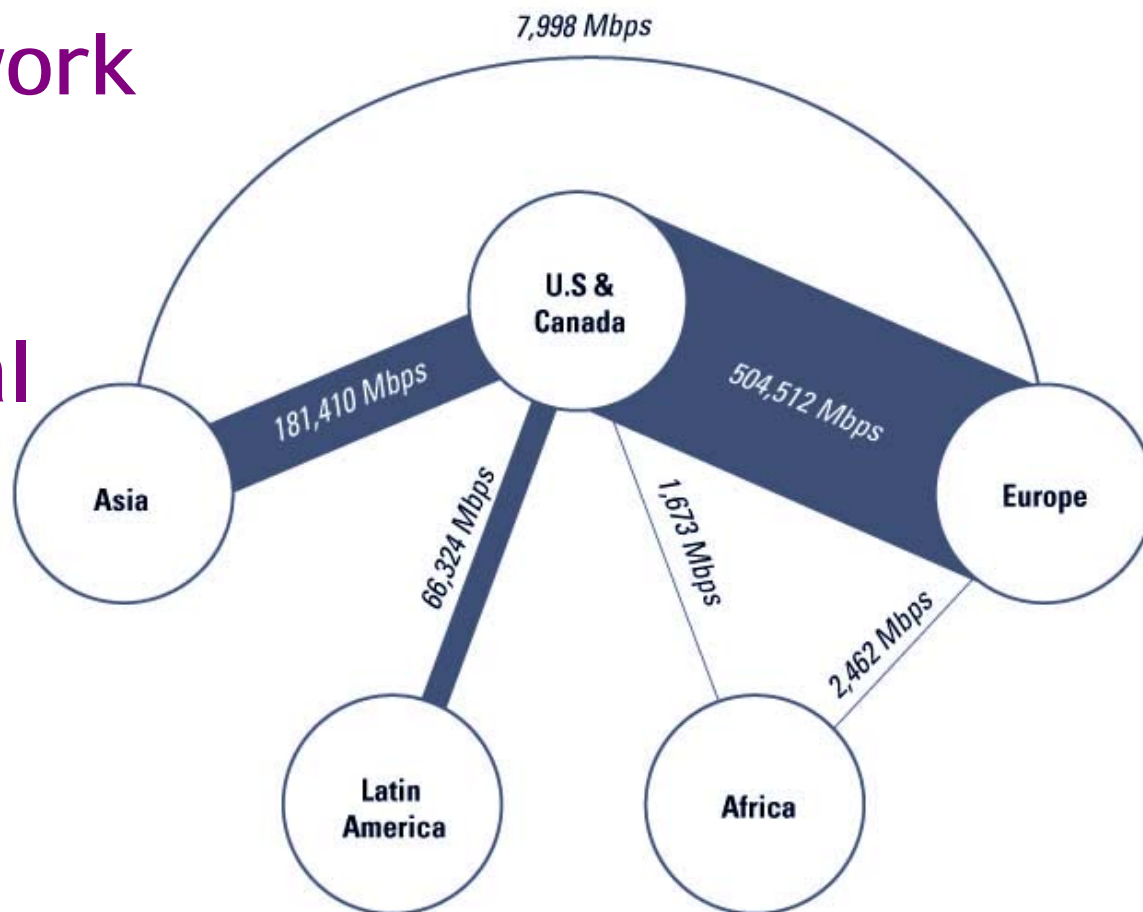 7,998 Mbps
U.S &
Canada
181,410 Mbps
504,512 Mbps
Asia
Europe
66,324 Mbps
1,673 Mbps
2,462 Mbps
Latin
America
Africa